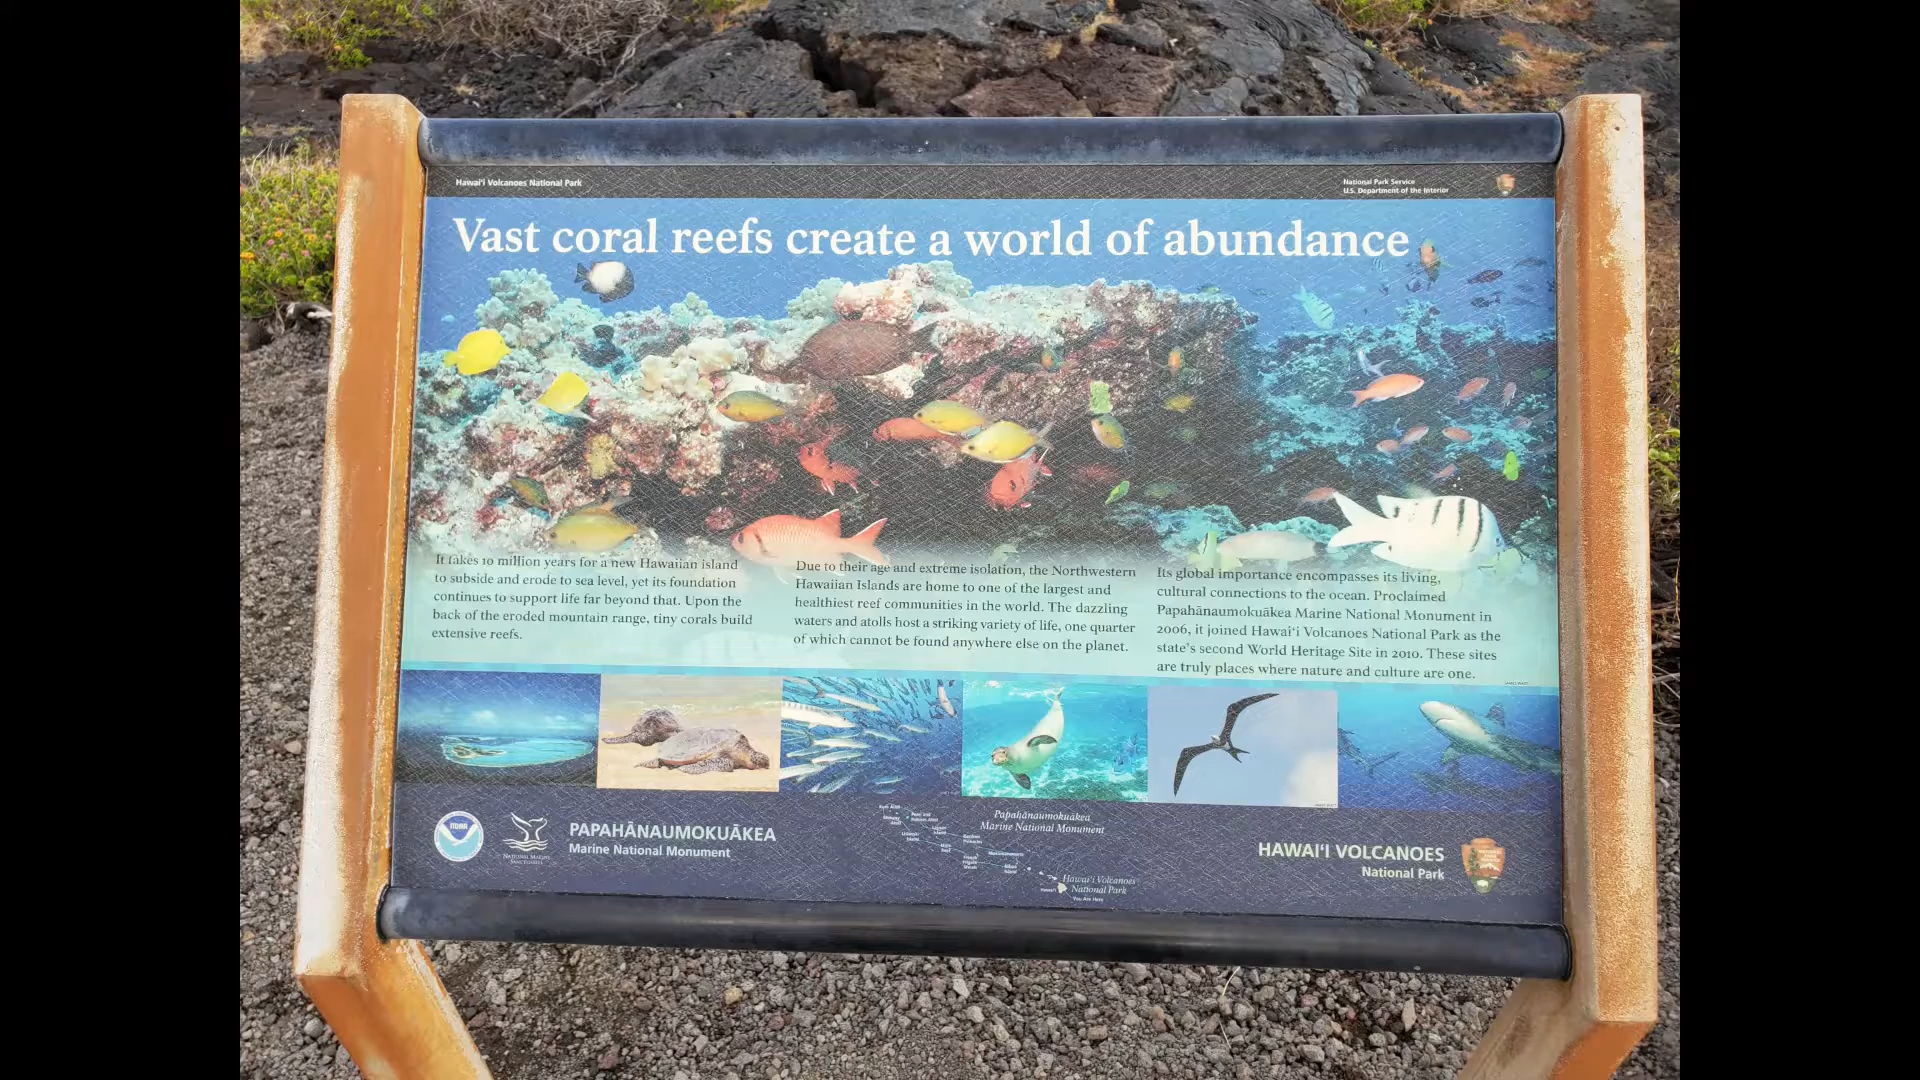 Hawai‘i Volcanoes National Park
National Park Service
U.S. Department of the Interior
Vast coral reefs create a world of abundance
It takes 10 million years for a new Hawaiian island
to subside and erode to sea level, yet its foundation
continues to support life far beyond that. Upon the
back of the eroded mountain range, tiny corals build
extensive reefs.
Due to their age and extreme isolation, the Northwestern
Hawaiian Islands are home to one of the largest and
healthiest reef communities in the world. The dazzling
waters and atolls host a striking variety of life, one quarter
of which cannot be found anywhere else on the planet.
Its global importance encompasses its living,
cultural connections to the ocean. Proclaimed
Papahānaumokuākea Marine National Monument in
2006, it joined Hawai‘i Volcanoes National Park as the
state's second World Heritage Site in 2010. These sites
are truly places where nature and culture are one.
NOAA
NATIONAL MARINE
SANCTUARIES
PAPAHĀNAUMOKUĀKEA
Marine National Monument
Papahānaumokuākea
Marine National Monument
Hawai‘i Volcanoes
National Park
You Are Here
HAWAI‘I VOLCANOES
National Park